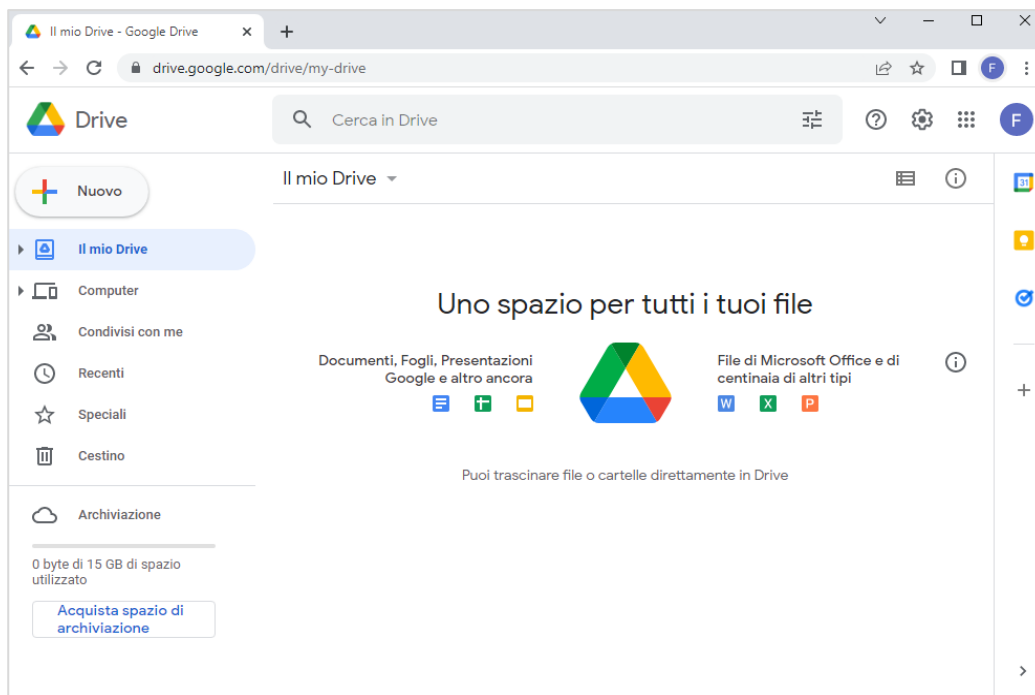 Il mio Drive - Google Drive
drive.google.com/drive/my-drive
F
Drive
Cerca in Drive
F
Nuovo
Il mio Drive
31
Il mio Drive
Computer
Condivisi con me
Recenti
Speciali
Cestino
Archiviazione
0 byte di 15 GB di spazio
utilizzato
Acquista spazio di
archiviazione
Uno spazio per tutti i tuoi file
Documenti, Fogli, Presentazioni
Google e altro ancora
File di Microsoft Office e di
centinaia di altri tipi
W X P
Puoi trascinare file o cartelle direttamente in Drive